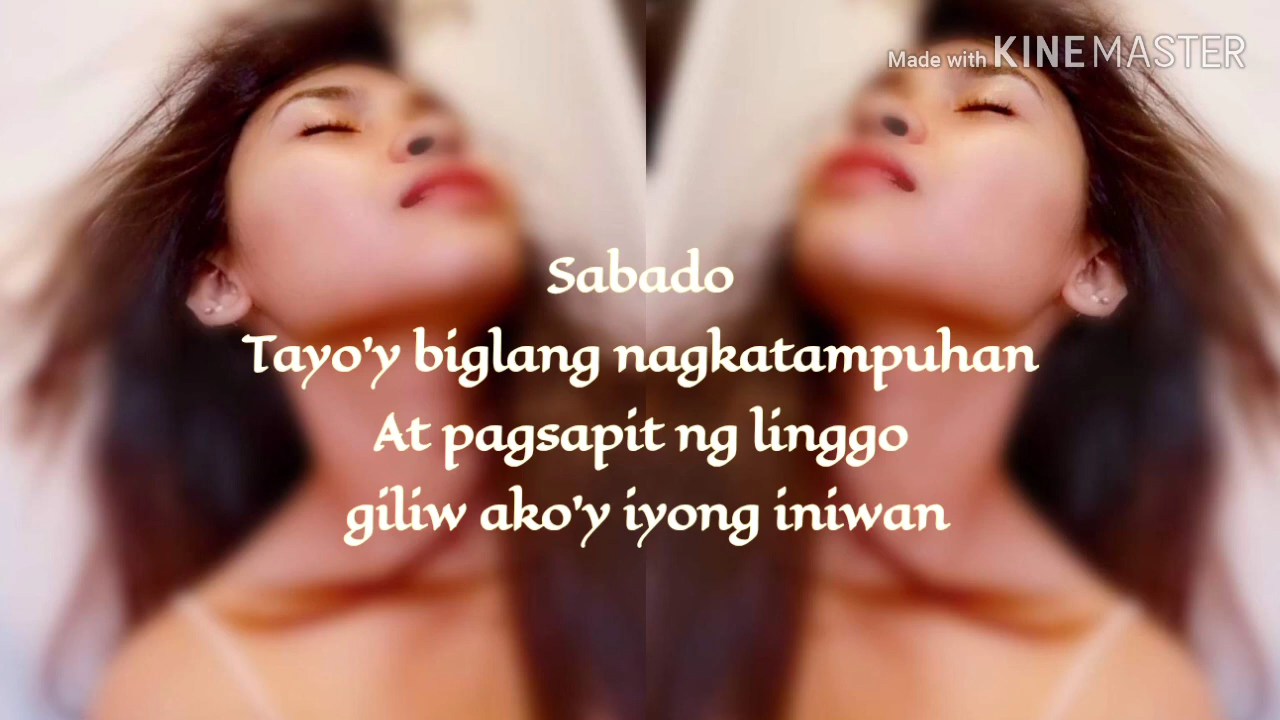 Made with KINEMASTER
Sabado
Tayo'y biglang nagkatampuhan
At pagsapit ng linggo
giliw ako'y iyong iniwan